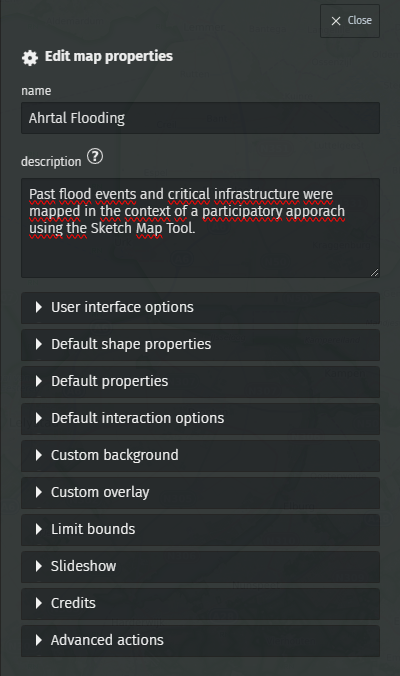 Close
Edit map properties
name
Ahrtal Flooding
description ?
Past flood events and critical infrastructure were
mapped in the context of a participatory apporach
using the Sketch Map Tool.
User interface options
Default shape properties
Default properties
Default interaction options
Custom background
Custom overlay
Limit bounds
Slideshow
Credits
Advanced actions